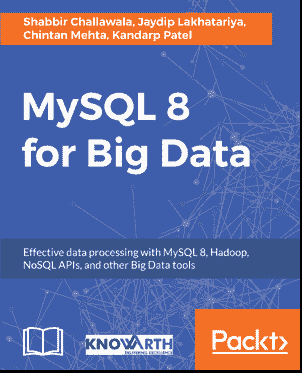 Shabbir Challawala, Jaydip Lakhatariya,
Chintan Mehta, Kandarp Patel
MySQL 8
for Big Data
Effective data processing with MySQL 8, Hadoop,
NoSQL APIs, and other Big Data tools
KNOWARTH
Packt>